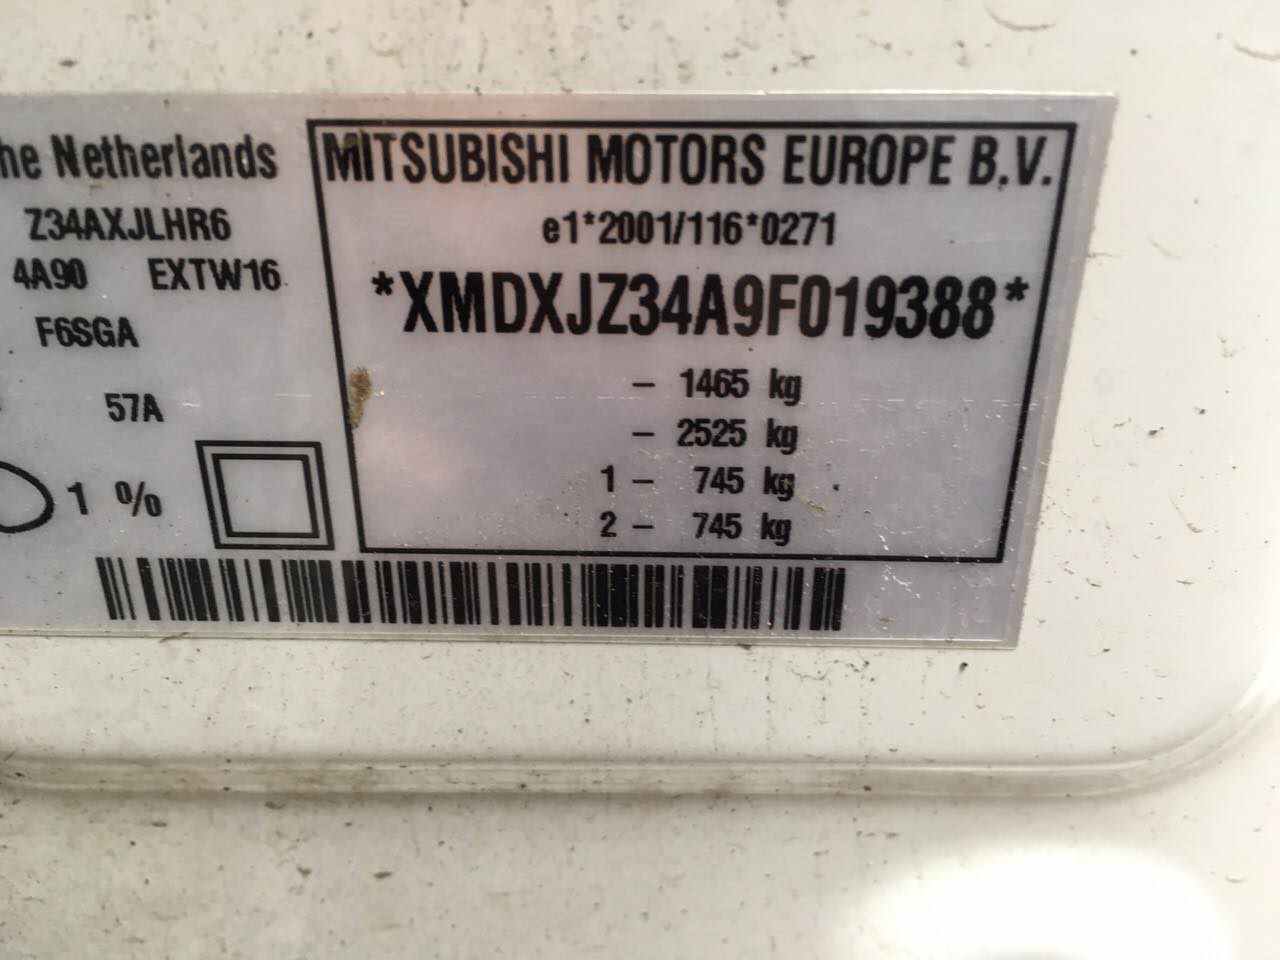 he Netherlands
Z34AXJLHR6
4A90 EXTW16
F6SGA
57A
1 %
MITSUBISHI MOTORS EUROPE B.V.
e1*2001/116*0271
*XMDXJZ34A9F019388*
– 1465 kg
– 2525 kg
1 – 745 kg
2 – 745 kg